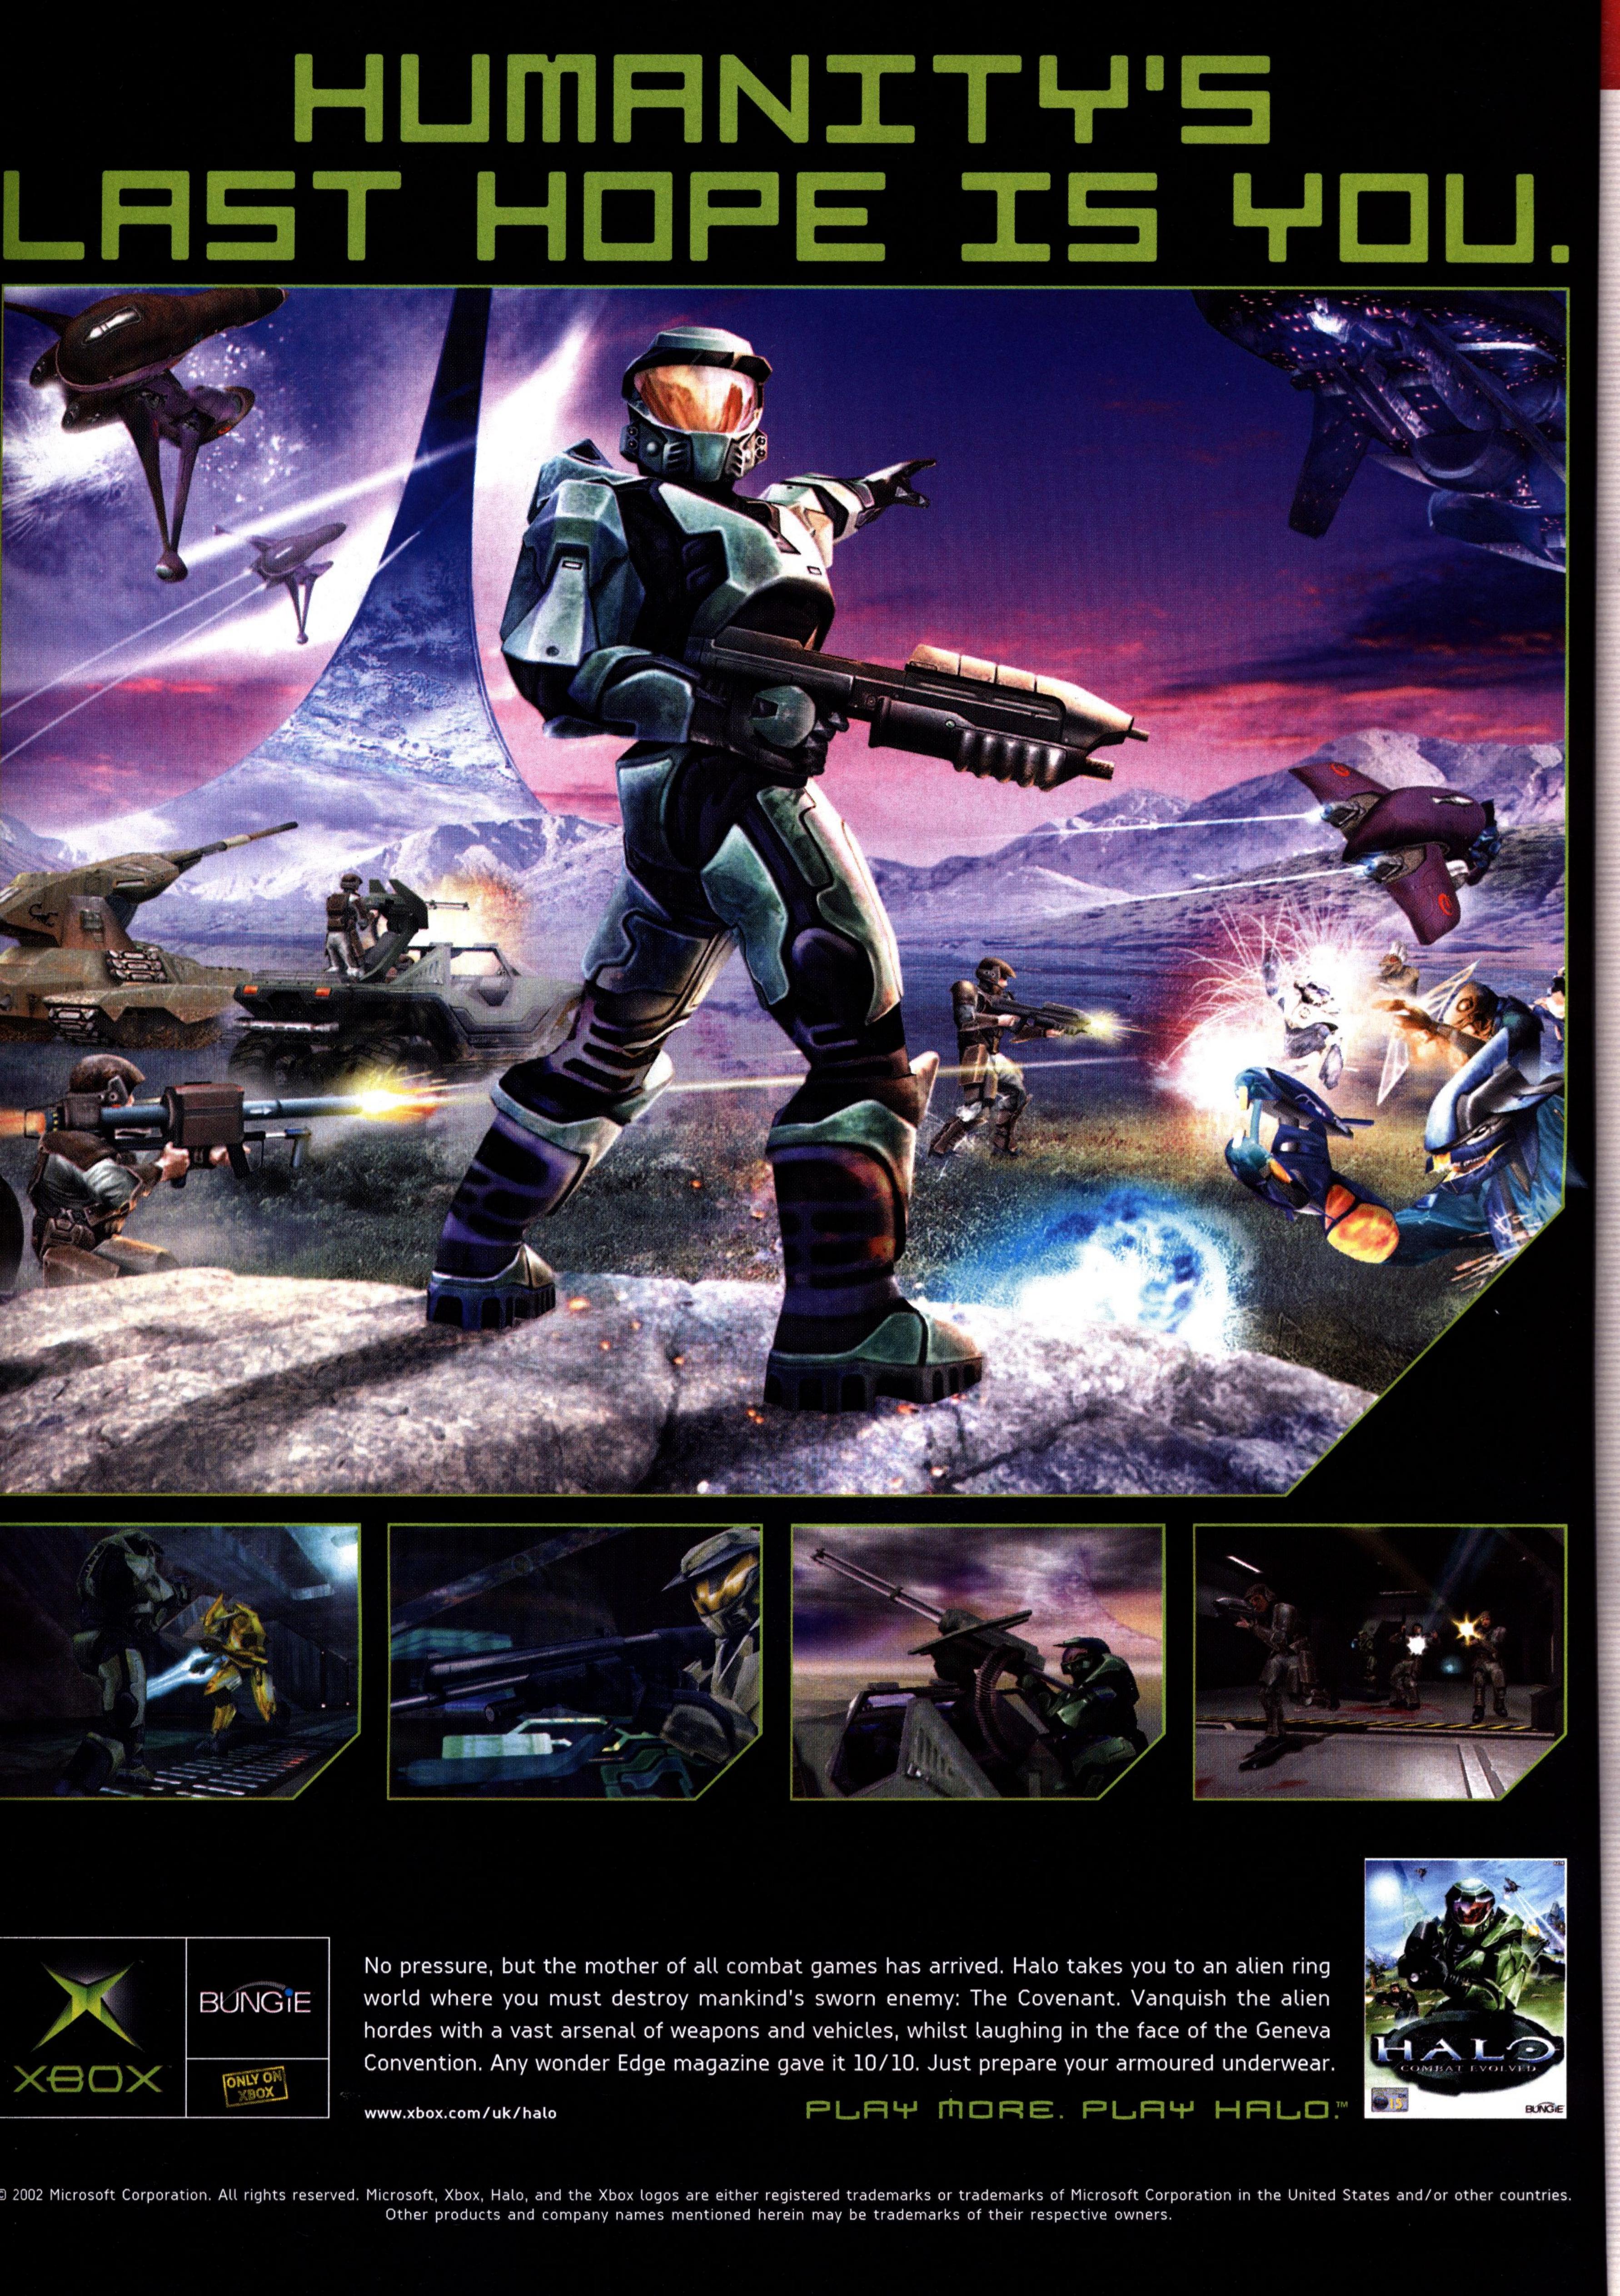 HUMANITY'S
LAST HOPE IS YOU.
No pressure, but the mother of all combat games has arrived. Halo takes you to an alien ring
world where you must destroy mankind's sworn enemy: The Covenant. Vanquish the alien
hordes with a vast arsenal of weapons and vehicles, whilst laughing in the face of the Geneva
Convention. Any wonder Edge magazine gave it 10/10. Just prepare your armoured underwear.
www.xbox.com/uk/halo
PLAY MORE. PLAY HALO.™
XBOX
BUNGiE
ONLY ON
XBOX
HALO
COMBAT EVOLVED
15
BUNGiE
© 2002 Microsoft Corporation. All rights reserved. Microsoft, Xbox, Halo, and the Xbox logos are either registered trademarks or trademarks of Microsoft Corporation in the United States and/or other countries.
Other products and company names mentioned herein may be trademarks of their respective owners.